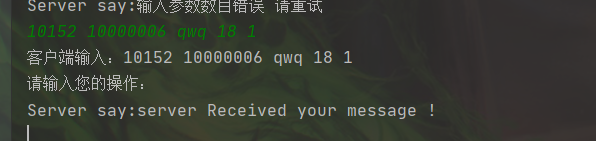 Server say:输入参数数目错误 请重试
10152 10000006 qwq 18 1
客户端输入：10152 10000006 qwq 18 1
请输入您的操作：
Server say:server Received your message !